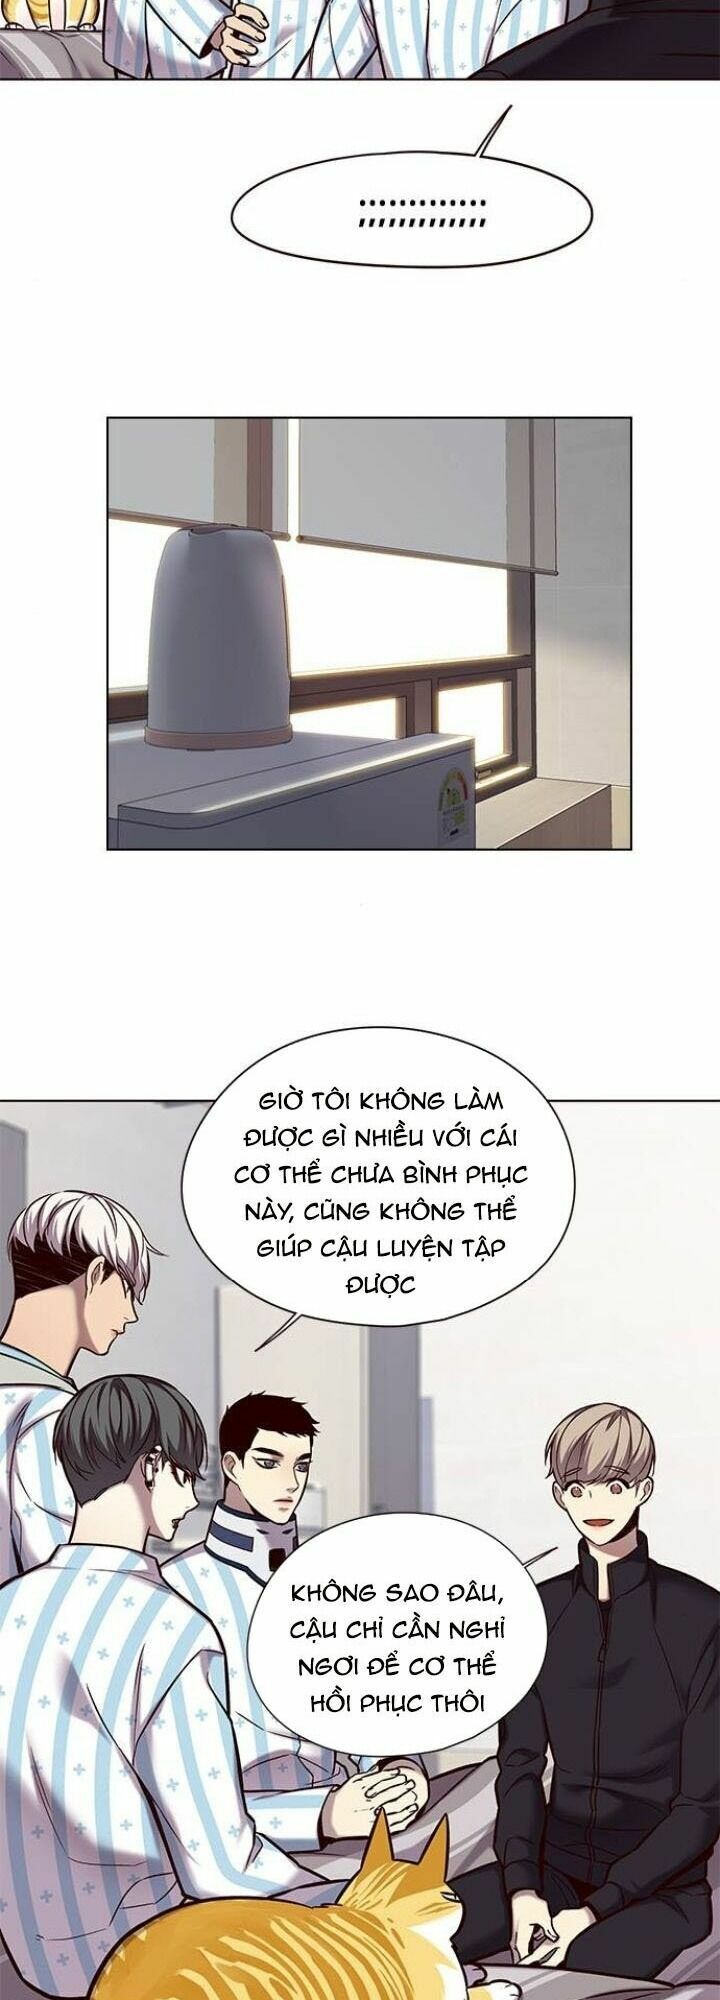 ;;;;;;;;;;;;;
GIỜ TÔI KHÔNG LÀM
ĐƯỢC GÌ NHIỀU VỚI CÁI
CƠ THỂ CHƯA BÌNH PHỤC
NÀY, CŨNG KHÔNG THỂ
GIÚP CẬU LUYỆN TẬP
ĐƯỢC
KHÔNG SAO ĐÂU,
CẬU CHỈ CẦN NGHỈ
NGƠI ĐỂ CƠ THỂ
HỒI PHỤC THÔI